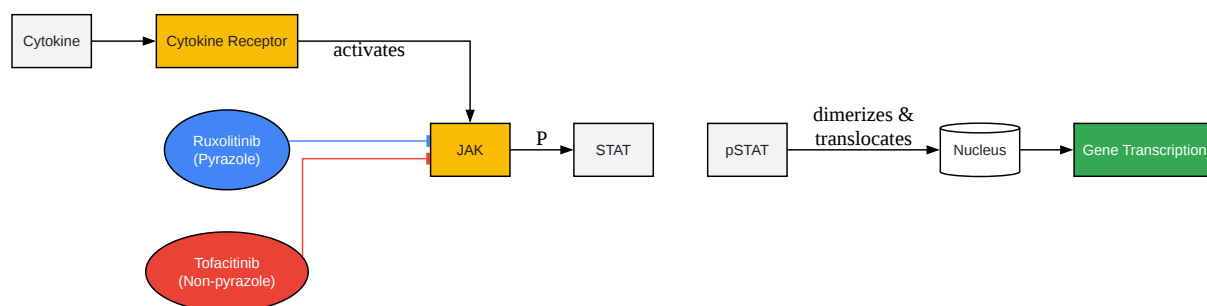 Cytokine
Cytokine Receptor
activates
Ruxolitinib
(Pyrazole)
JAK
P
STAT
pSTAT
dimerizes &
translocates
Nucleus
Gene Transcription
Tofacitinib
(Non-pyrazole)